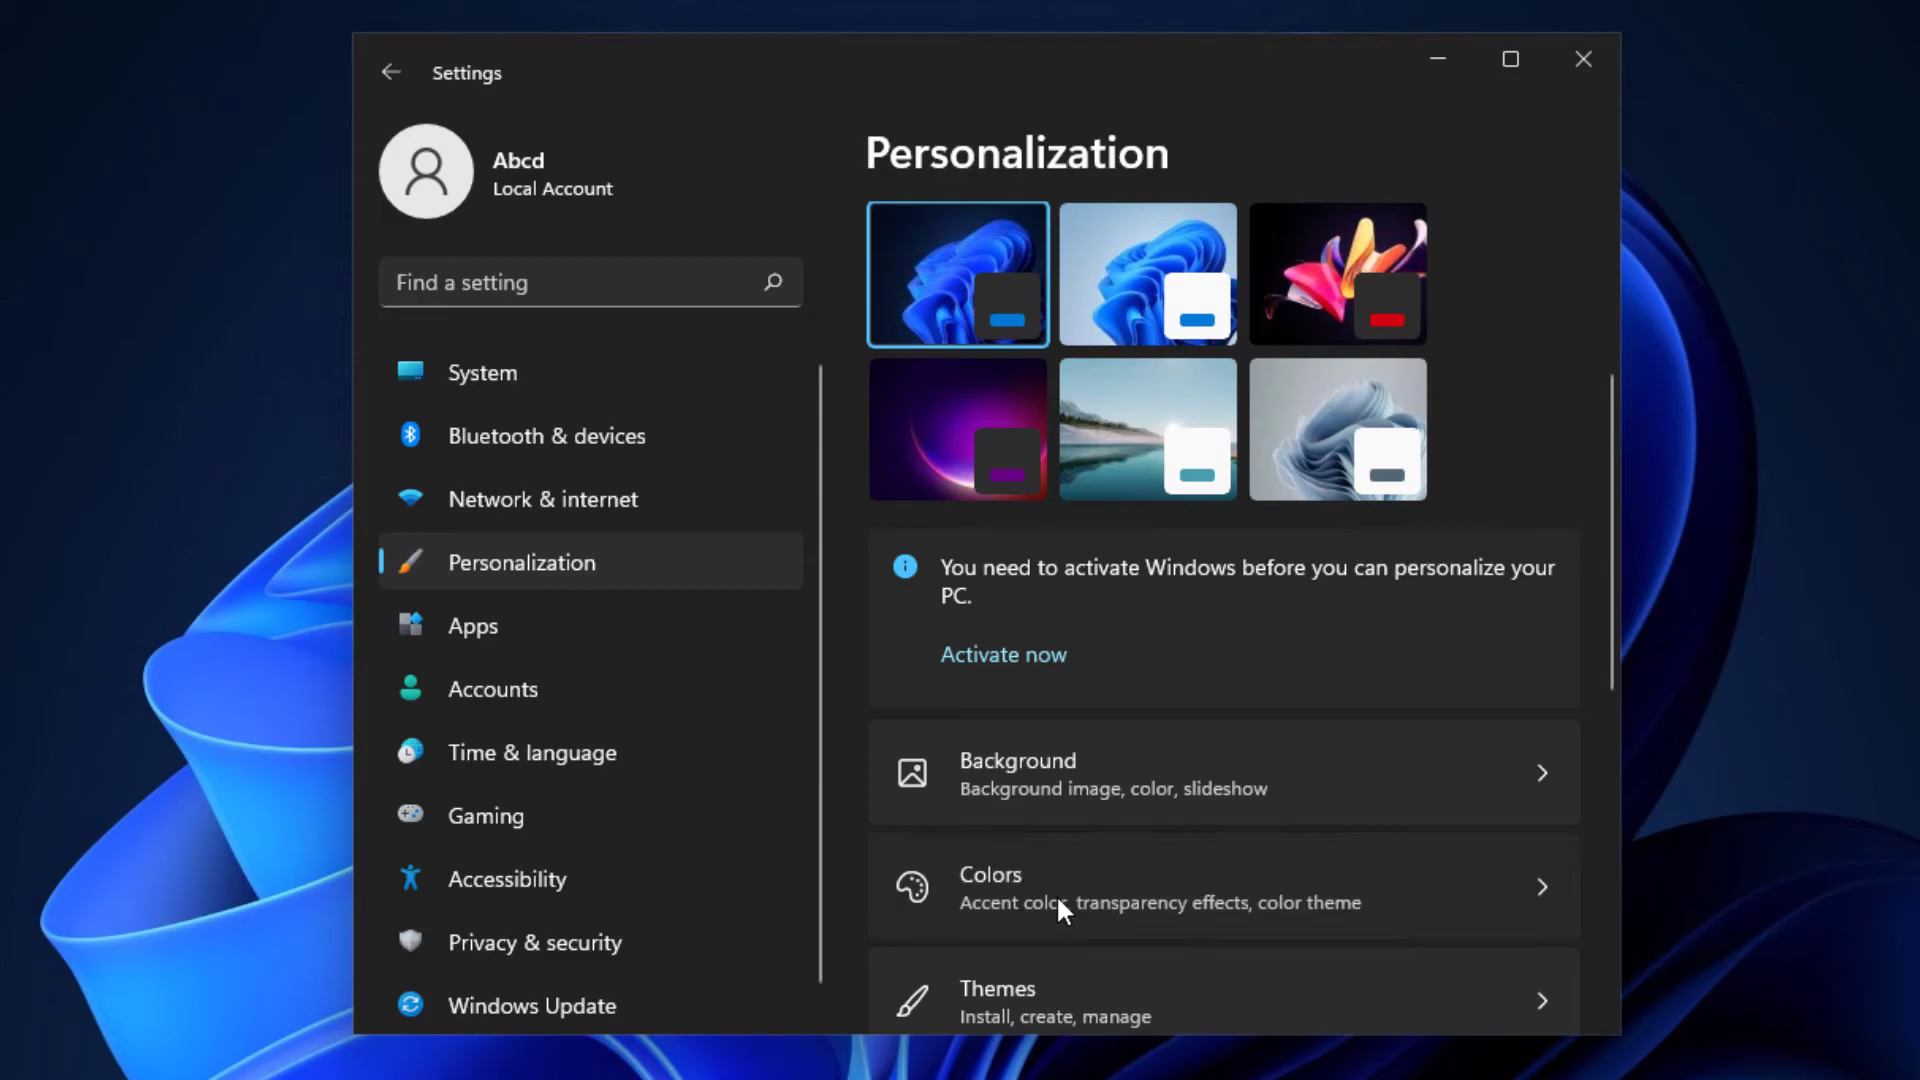 Settings
Abcd
Local Account
Find a setting
System
Bluetooth & devices
Network & internet
Personalization
Apps
Accounts
Time & language
Gaming
Accessibility
Privacy & security
Windows Update
Personalization
You need to activate Windows before you can personalize your
PC.
Activate now
Background
Background image, color, slideshow
Colors
Accent color, transparency effects, color theme
Themes
Install, create, manage